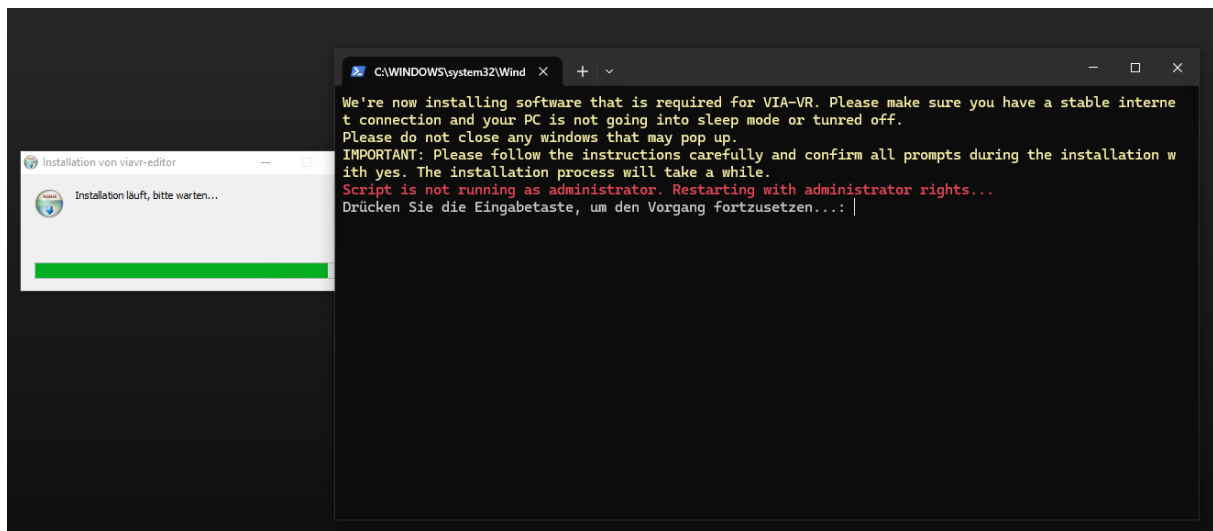 C:\WINDOWS\system32\Wind
We're now installing software that is required for VIA-VR. Please make sure you have a stable interne
t connection and your PC is not going into sleep mode or tunred off.
Please do not close any windows that may pop up.
IMPORTANT: Please follow the instructions carefully and confirm all prompts during the installation w
ith yes. The installation process will take a while.
Script is not running as administrator. Restarting with administrator rights...
Drücken Sie die Eingabetaste, um den Vorgang fortzusetzen...:
Installation von viavr-editor
Installation läuft, bitte warten...